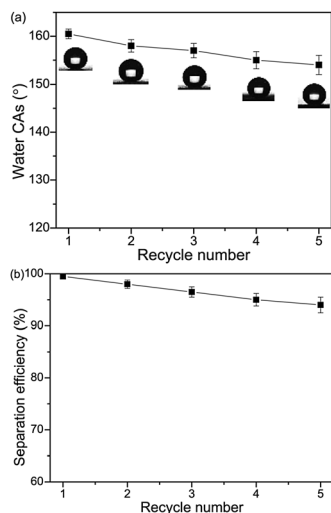 (a)
Water CAs (°)
160
150
140
130
120
1 2 3 4 5
Recycle number
(b)
Separation efficiency (%)
100
90
80
70
60
1 2 3 4 5
Recycle number